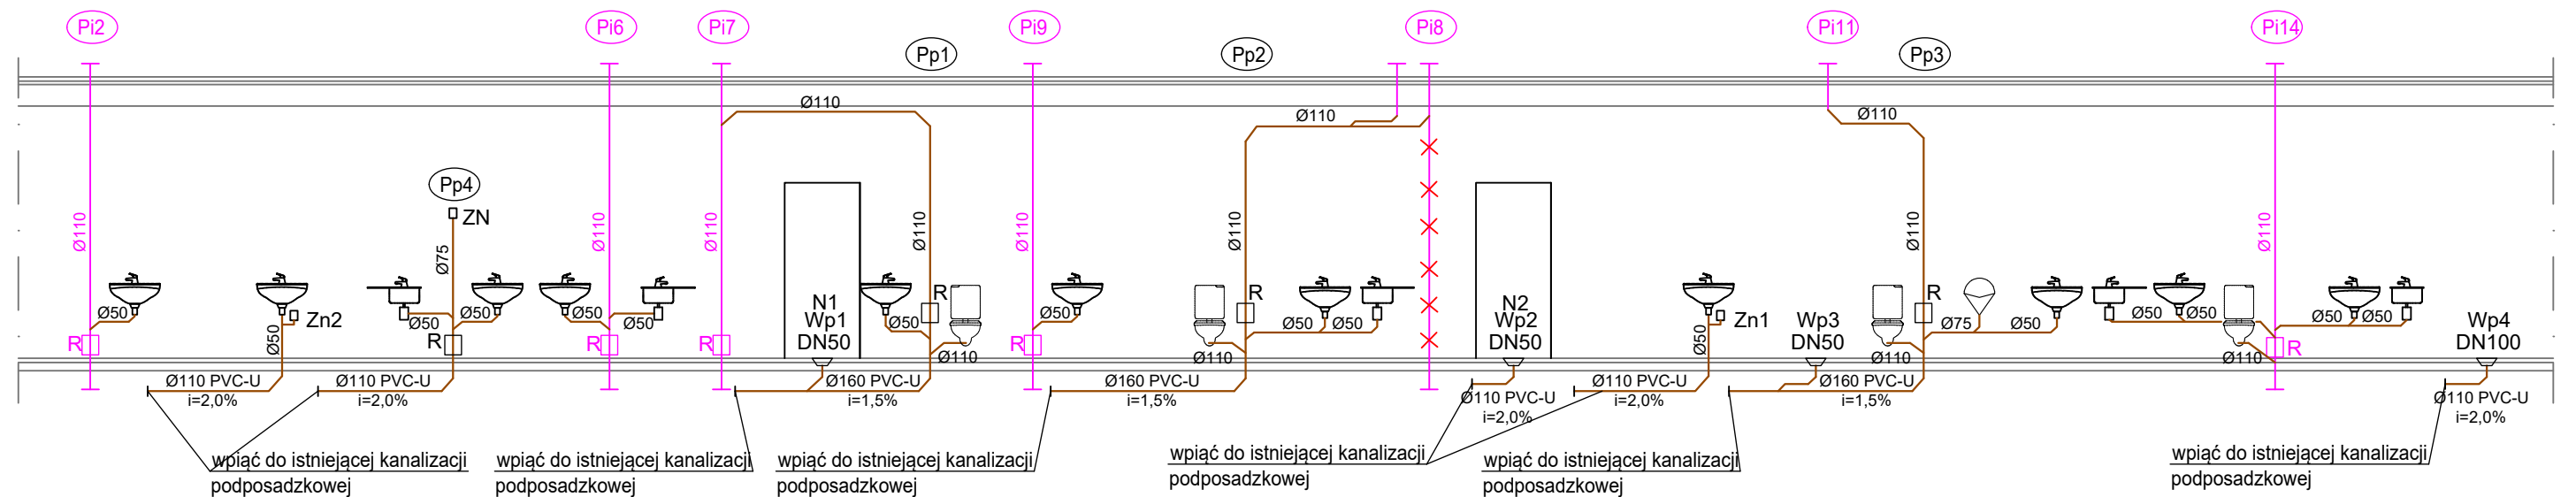 Pi2
Pi6
Pi7
Pp1
Pi9
Pp2
Pi8
Pi11
Pp3
Pi14
Ø110
Ø110
Ø110
Pp4
ZN
Ø110
Ø75
Ø110
Ø110
Ø110
Ø110
Ø110
Ø110
Ø110
Ø50
Ø50
Zn2
Ø50
Ø50
Ø50
Ø50
N1
Wp1
DN50
R
Ø50
Ø50
R
Ø50
Ø50
N2
Wp2
DN50
Ø50
Zn1
Wp3
DN50
R
Ø75
Ø50
Ø50
Ø50
Ø50
Ø50
Wp4
DN100
R
R
R
R
R
R
Ø110
Ø110
Ø110
Ø110
Ø110 PVC-U
i=2,0%
Ø110 PVC-U
i=2,0%
Ø160 PVC-U
i=1,5%
Ø160 PVC-U
i=1,5%
Ø110 PVC-U
i=2,0%
Ø110 PVC-U
i=2,0%
Ø160 PVC-U
i=1,5%
Ø110 PVC-U
i=2,0%
wpiąć do istniejącej kanalizacji
podposadzkowej
wpiąć do istniejącej kanalizacji
podposadzkowej
wpiąć do istniejącej kanalizacji
podposadzkowej
wpiąć do istniejącej kanalizacji
podposadzkowej
wpiąć do istniejącej kanalizacji
podposadzkowej
wpiąć do istniejącej kanalizacji
podposadzkowej